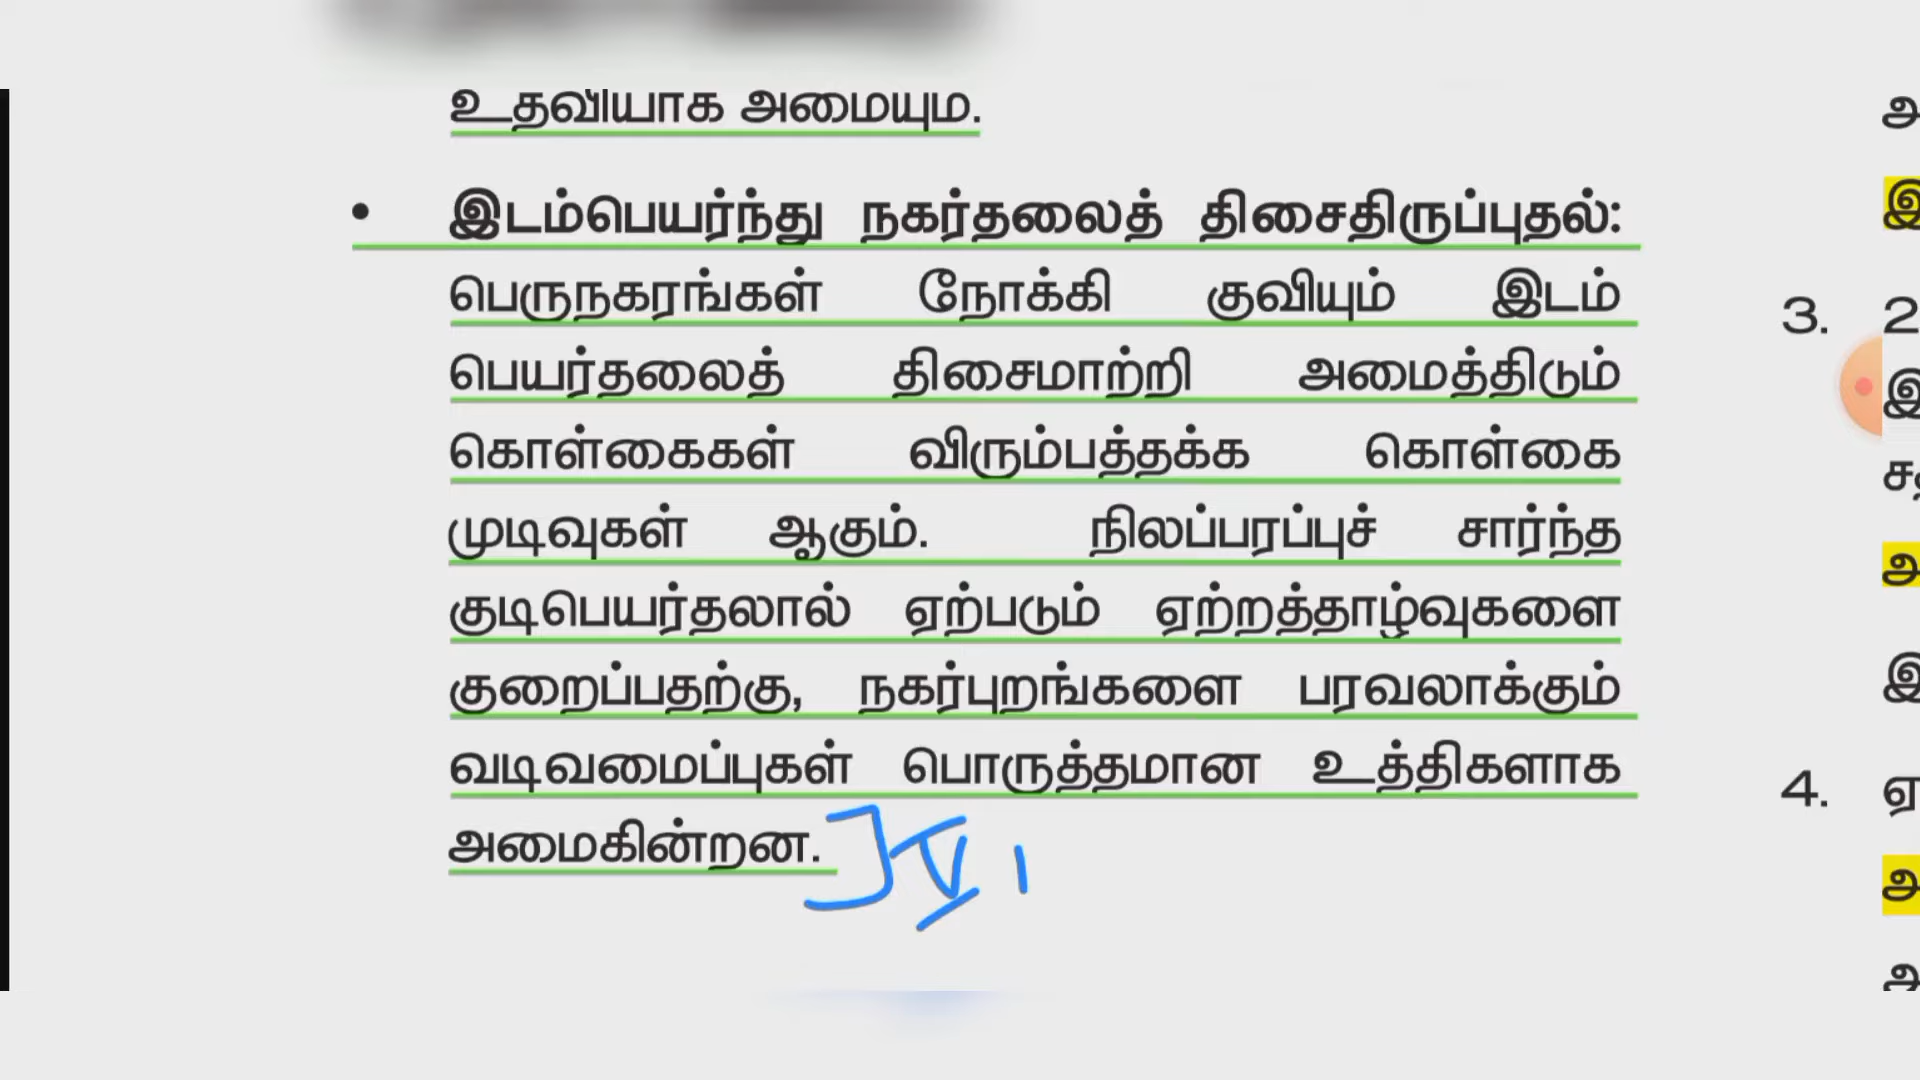 உதவியாக அமையும்.
• இடம்பெயர்ந்து நகர்தலைத் திசைதிருப்புதல்:
பெருநகரங்கள் நோக்கி குவியும் இடம்
பெயர்தலைத் திசைமாற்றி அமைத்திடும்
கொள்கைகள் விரும்பத்தக்க கொள்கை
முடிவுகள் ஆகும். நிலப்பரப்புச் சார்ந்த
குடிபெயர்தலால் ஏற்படும் ஏற்றத்தாழ்வுகளை
குறைப்பதற்கு, நகர்புறங்களை பரவலாக்கும்
வடிவமைப்புகள் பொருத்தமான உத்திகளாக
அமைகின்றன.
3. 2
4.